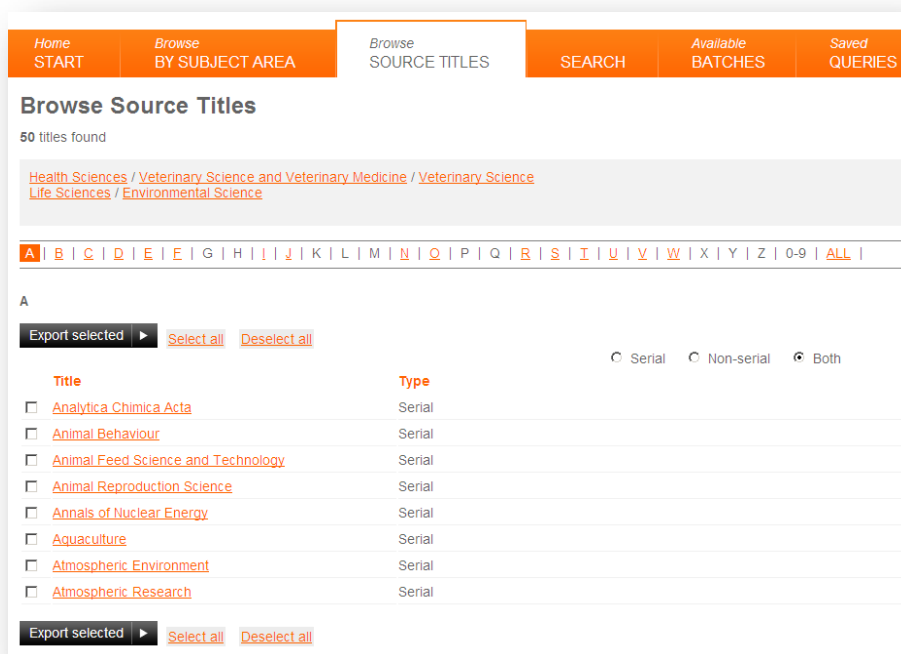 Home Browse Browse Available Saved
START BY SUBJECT AREA SOURCE TITLES SEARCH BATCHES QUERIES
Browse Source Titles
50 titles found
Health Sciences / Veterinary Science and Veterinary Medicine / Veterinary Science
Life Sciences / Environmental Science
A | B | C | D | E | F | G | H | I | J | K | L | M | N | O | P | Q | R | S | T | U | V | W | X | Y | Z | 0-9 | ALL |
A
Export selected Select all Deselect all
Serial Non-serial Both
Title Type
Analytica Chimica Acta Serial
Animal Behaviour Serial
Animal Feed Science and Technology Serial
Animal Reproduction Science Serial
Annals of Nuclear Energy Serial
Aquaculture Serial
Atmospheric Environment Serial
Atmospheric Research Serial
Export selected Select all Deselect all